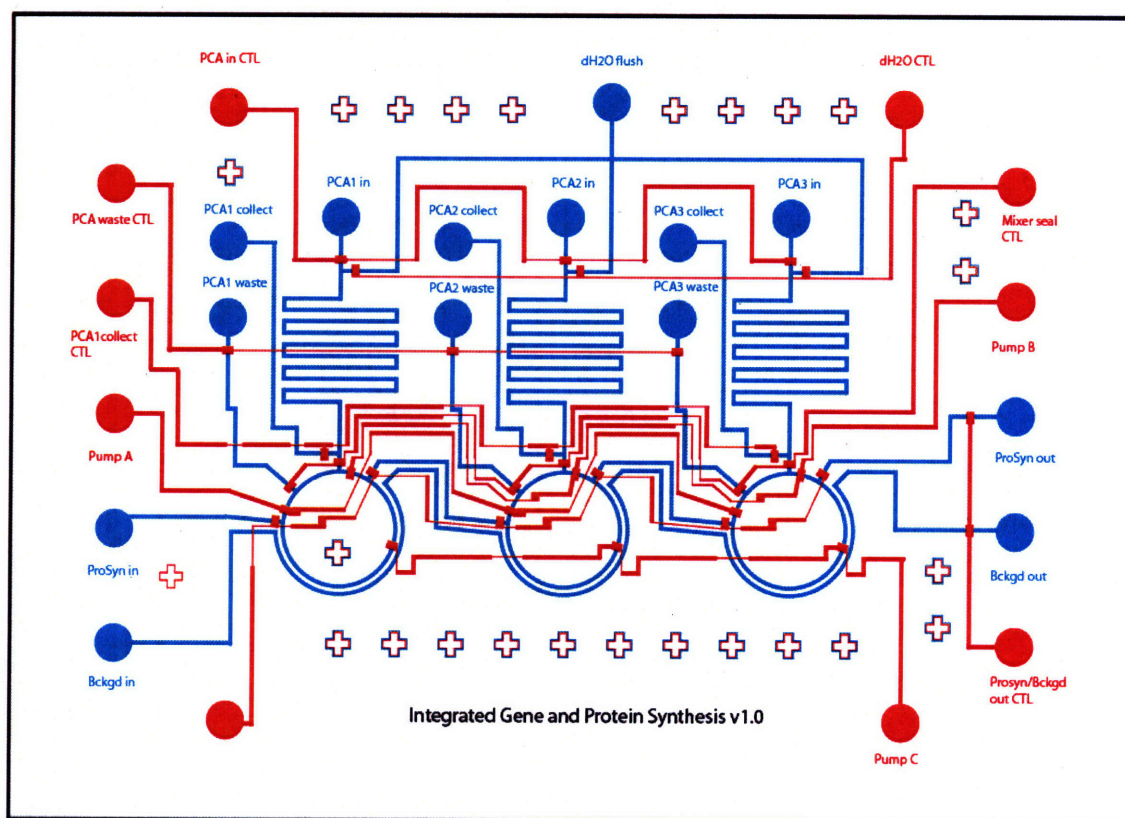 PCA in CTL
dH2O flush
dH2O CTL
PCA1 in
PCA2 in
PCA3 in
PCA waste CTL
PCA1 collect
PCA2 collect
PCA3 collect
Mixer seal
CTL
PCA1 waste
PCA2 waste
PCA3 waste
PCA1collect
CTL
Pump B
Pump A
ProSyn out
ProSyn in
Bckgd out
Bckgd in
Prosyn/Bckgd
out CTL
Integrated Gene and Protein Synthesis v1.0
Pump C